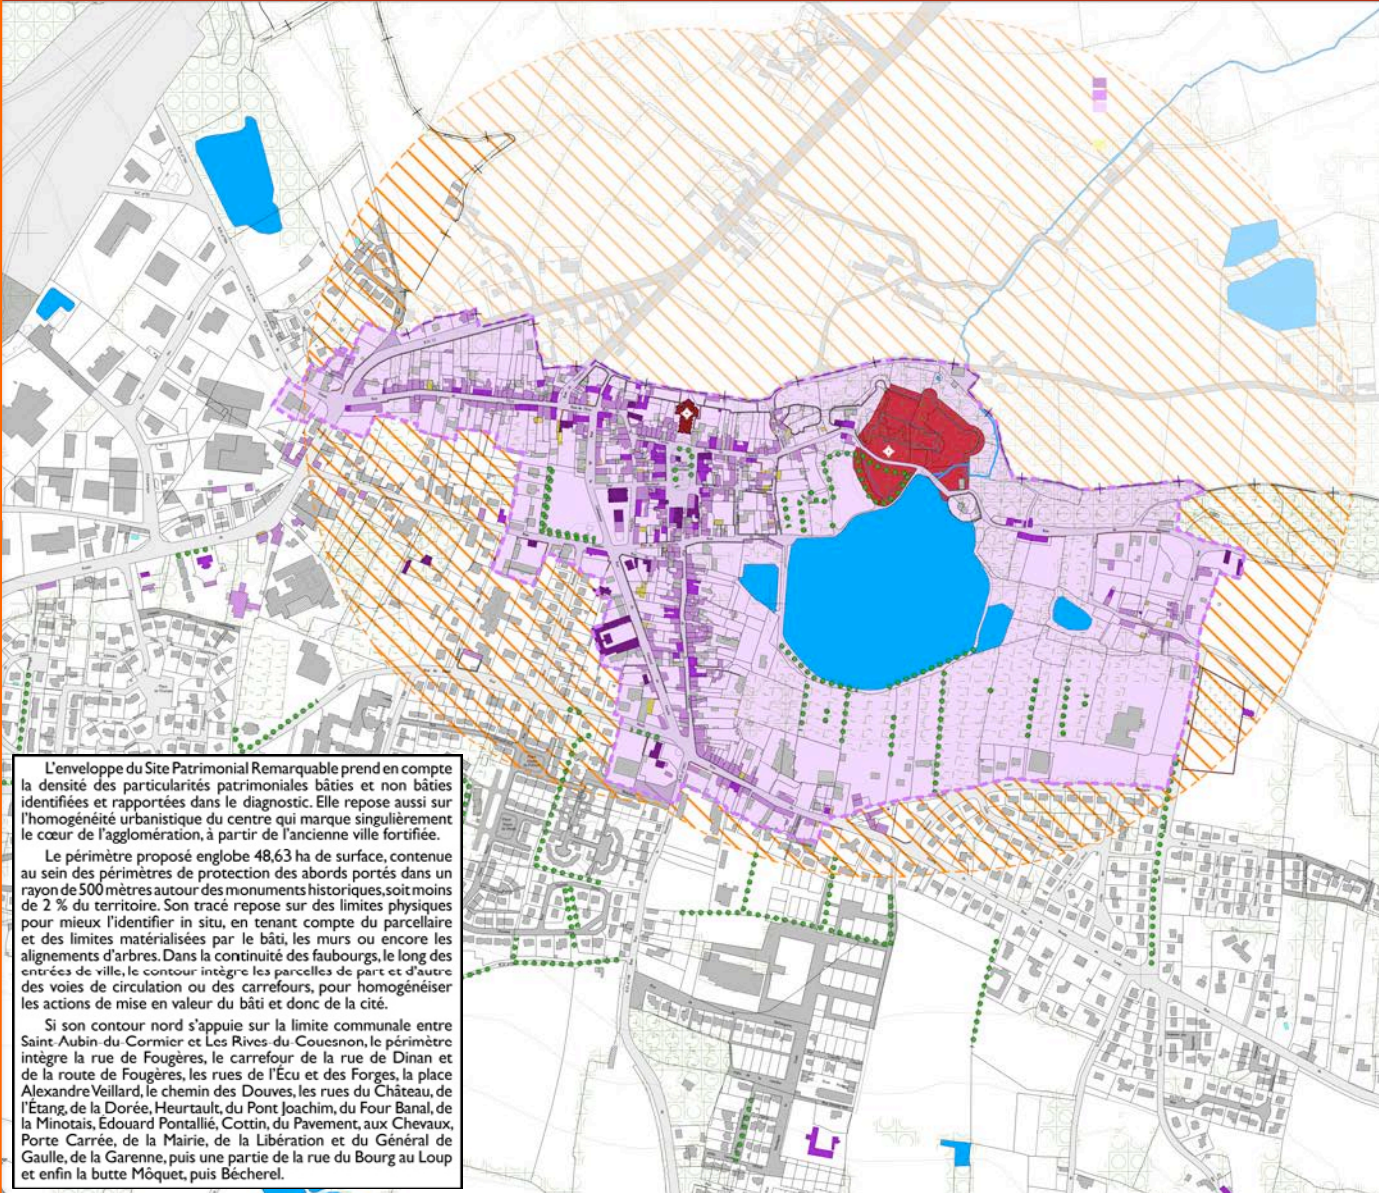 L'enveloppe du Site Patrimonial Remarquable prend en compte
la densité des particularités patrimoniales bâties et non bâties
identifiées et rapportées dans le diagnostic. Elle repose aussi sur
l'homogénéité urbanistique du centre qui marque singulièrement
le cœur de l'agglomération, à partir de l'ancienne ville fortifiée.
Le périmètre proposé englobe 48,63 ha de surface, contenue
au sein des périmètres de protection des abords portés dans un
rayon de 500 mètres autour des monuments historiques, soit moins
de 2 % du territoire. Son tracé repose sur des limites physiques
pour mieux l'identifier in situ, en tenant compte du parcellaire
et des limites matérialisées par le bâti, les murs ou encore les
alignements d'arbres. Dans la continuité des faubourgs, le long des
entrées de ville, le contour intègre les parcelles de part et d'autre
des voies de circulation ou des carrefours, pour homogénéiser
les actions de mise en valeur du bâti et donc de la cité.
Si son contour nord s'appuie sur la limite communale entre
Saint-Aubin-du-Cormier et Les Rives-du-Couesnon, le périmètre
intègre la rue de Fougères, le carrefour de la rue de Dinan et
de la route de Fougères, les rues de l'Écu et des Forges, la place
Alexandre Veillard, le chemin des Douves, les rues du Château, de
l'Étang, de la Dorée, Heurtault, du Pont Joachim, du Four Banal, de
la Minotais, Édouard Pontallié, Cottin, du Pavement, aux Chevaux,
Porte Carrée, de la Mairie, de la Libération et du Général de
Gaulle, de la Garenne, puis une partie de la rue du Bourg au Loup
et enfin la butte Môquet, puis Bécherel.